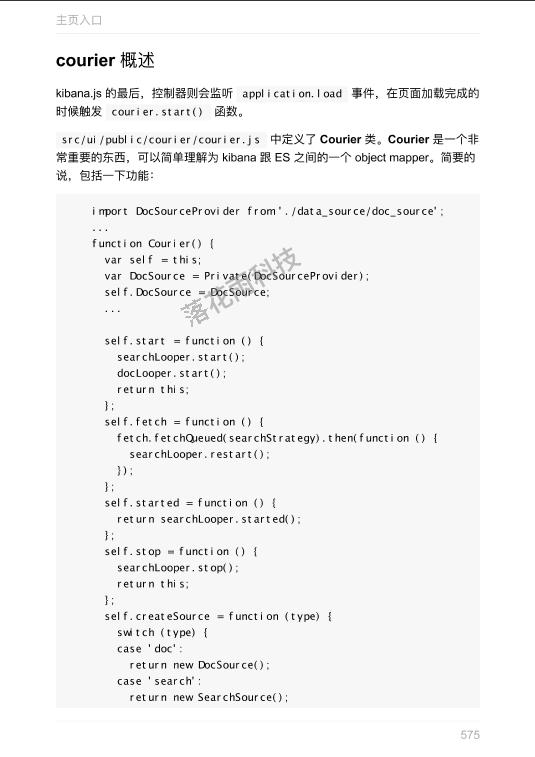 主页入口
courier 概述
kibana.js 的最后，控制器则会监听 application.load 事件，在页面加载完成的
时候触发 courier.start() 函数。
src/ui/public/courier/courier.js 中定义了 Courier 类。Courier 是一个非
常重要的东西，可以简单理解为 kibana 跟 ES 之间的一个 object mapper。简要的
说，包括一下功能：
import DocSourceProvider from './data_source/doc_source';
...
function Courier() {
var self = this;
var DocSource = Private(DocSourceProvider);
self.DocSource = DocSource;
...
落花雨科技
self.start = function () {
searchLooper.start();
docLooper.start();
return this;
};
self.fetch = function () {
fetch.fetchQueued(searchStrategy).then(function () {
searchLooper.restart();
});
};
self.started = function () {
return searchLooper.started();
};
self.stop = function () {
searchLooper.stop();
return this;
};
self.createSource = function (type) {
switch (type) {
case 'doc':
return new DocSource();
case 'search':
return new SearchSource();
575